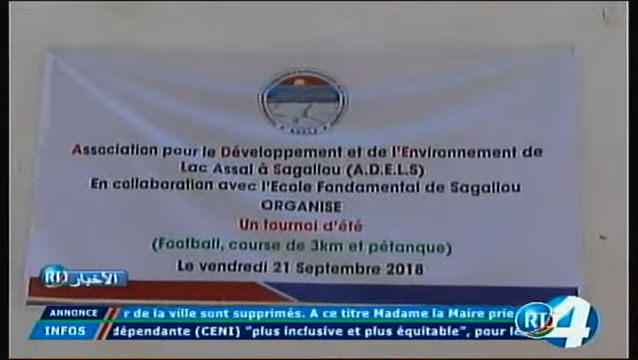 Association pour le Développement et de l'Environnement de
Lac Assal à Sagallou (A.D.E.L.S)
En collaboration avec l'Ecole Fondamental de Sagallou
ORGANISE
Un tournoi d'été
(Football, course de 3km et pétanque)
Le vendredi 21 Septembre 2018
RTD الأخبار
ANNONCE r de la ville sont supprimés. A ce titre Madame la Maire prie
INFOS dépendante (CENI) "plus inclusive et plus équitable", pour
RTD 4